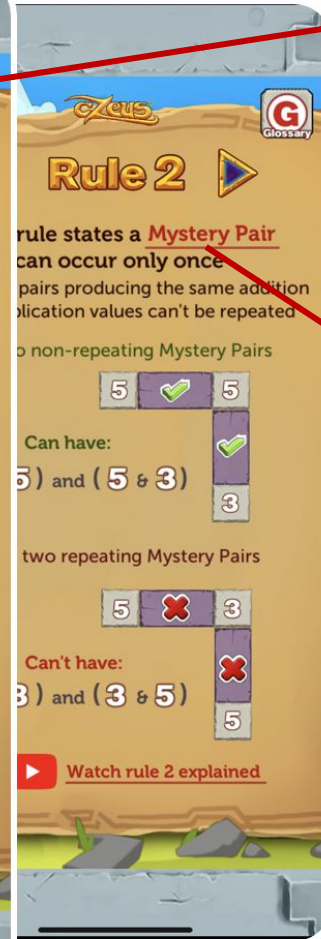 cZeus
G
Glossary
Rule 2
rule states a Mystery Pair
can occur only once
pairs producing the same addition
plication values can't be repeated
o non-repeating Mystery Pairs
5 5
Can have:
5) and (5 & 3)
3
two repeating Mystery Pairs
5 3
Can't have:
3) and (3 & 5)
5
Watch rule 2 explained